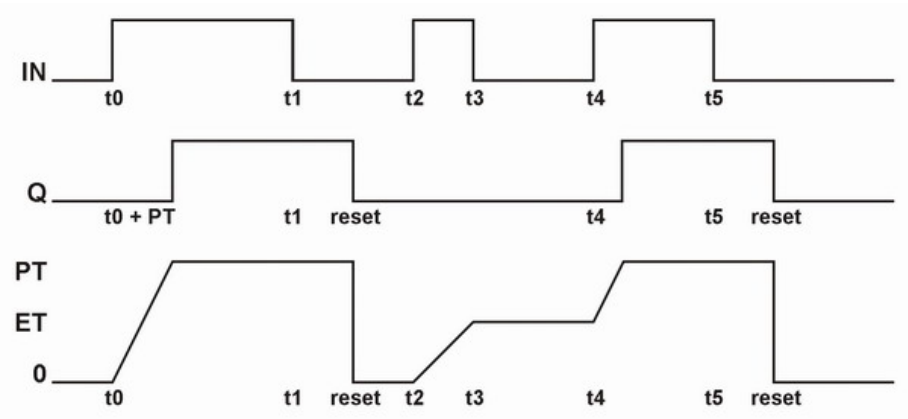 IN
t0 t1 t2 t3 t4 t5
Q
t0 + PT t1 reset t4 t5 reset
PT
ET
0
t0 t1 reset t2 t3 t4 t5 reset